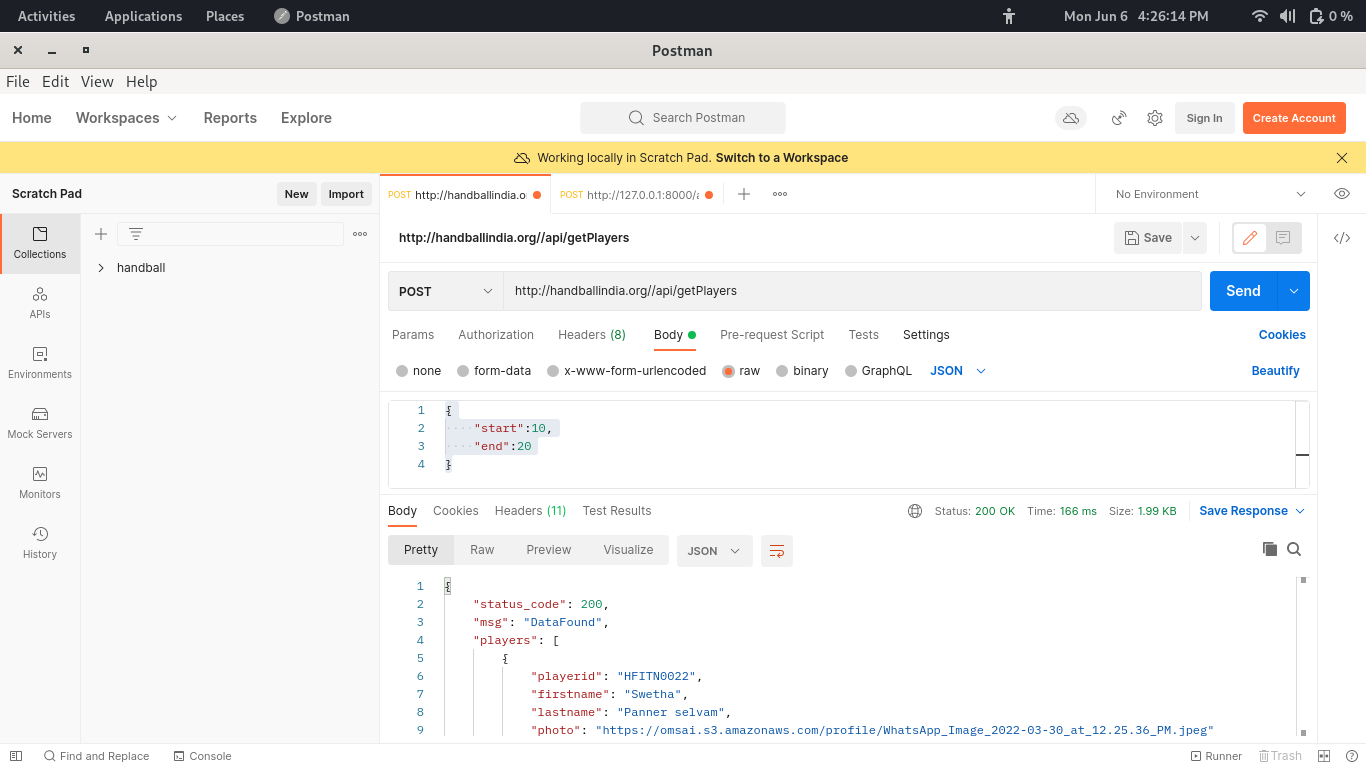 Activities Applications Places Postman Mon Jun 6 4:26:14 PM 0 %
Postman
File Edit View Help
Home Workspaces Reports Explore Search Postman Sign In Create Account
Working locally in Scratch Pad. Switch to a Workspace
Scratch Pad New Import POST http://handballindia.o POST http://127.0.0.1:8000/a No Environment
Collections
handball
APIs
Environments
Mock Servers
Monitors
History
http://handballindia.org//api/getPlayers Save
POST http://handballindia.org//api/getPlayers Send
Params Authorization Headers (8) Body Pre-request Script Tests Settings Cookies
none form-data x-www-form-urlencoded raw binary GraphQL JSON Beautify
1 {
2 ····"start":10,
3 ····"end":20
4 }
Body Cookies Headers (11) Test Results Status: 200 OK Time: 166 ms Size: 1.99 KB Save Response
Pretty Raw Preview Visualize JSON
1 {
2 "status_code": 200,
3 "msg": "DataFound",
4 "players": [
5 {
6 "playerid": "HFITN0022",
7 "firstname": "Swetha",
8 "lastname": "Panner selvam",
9 "photo": "https://omsai.s3.amazonaws.com/profile/WhatsApp_Image_2022-03-30_at_12.25.36_PM.jpeg"
Find and Replace Console Runner Trash